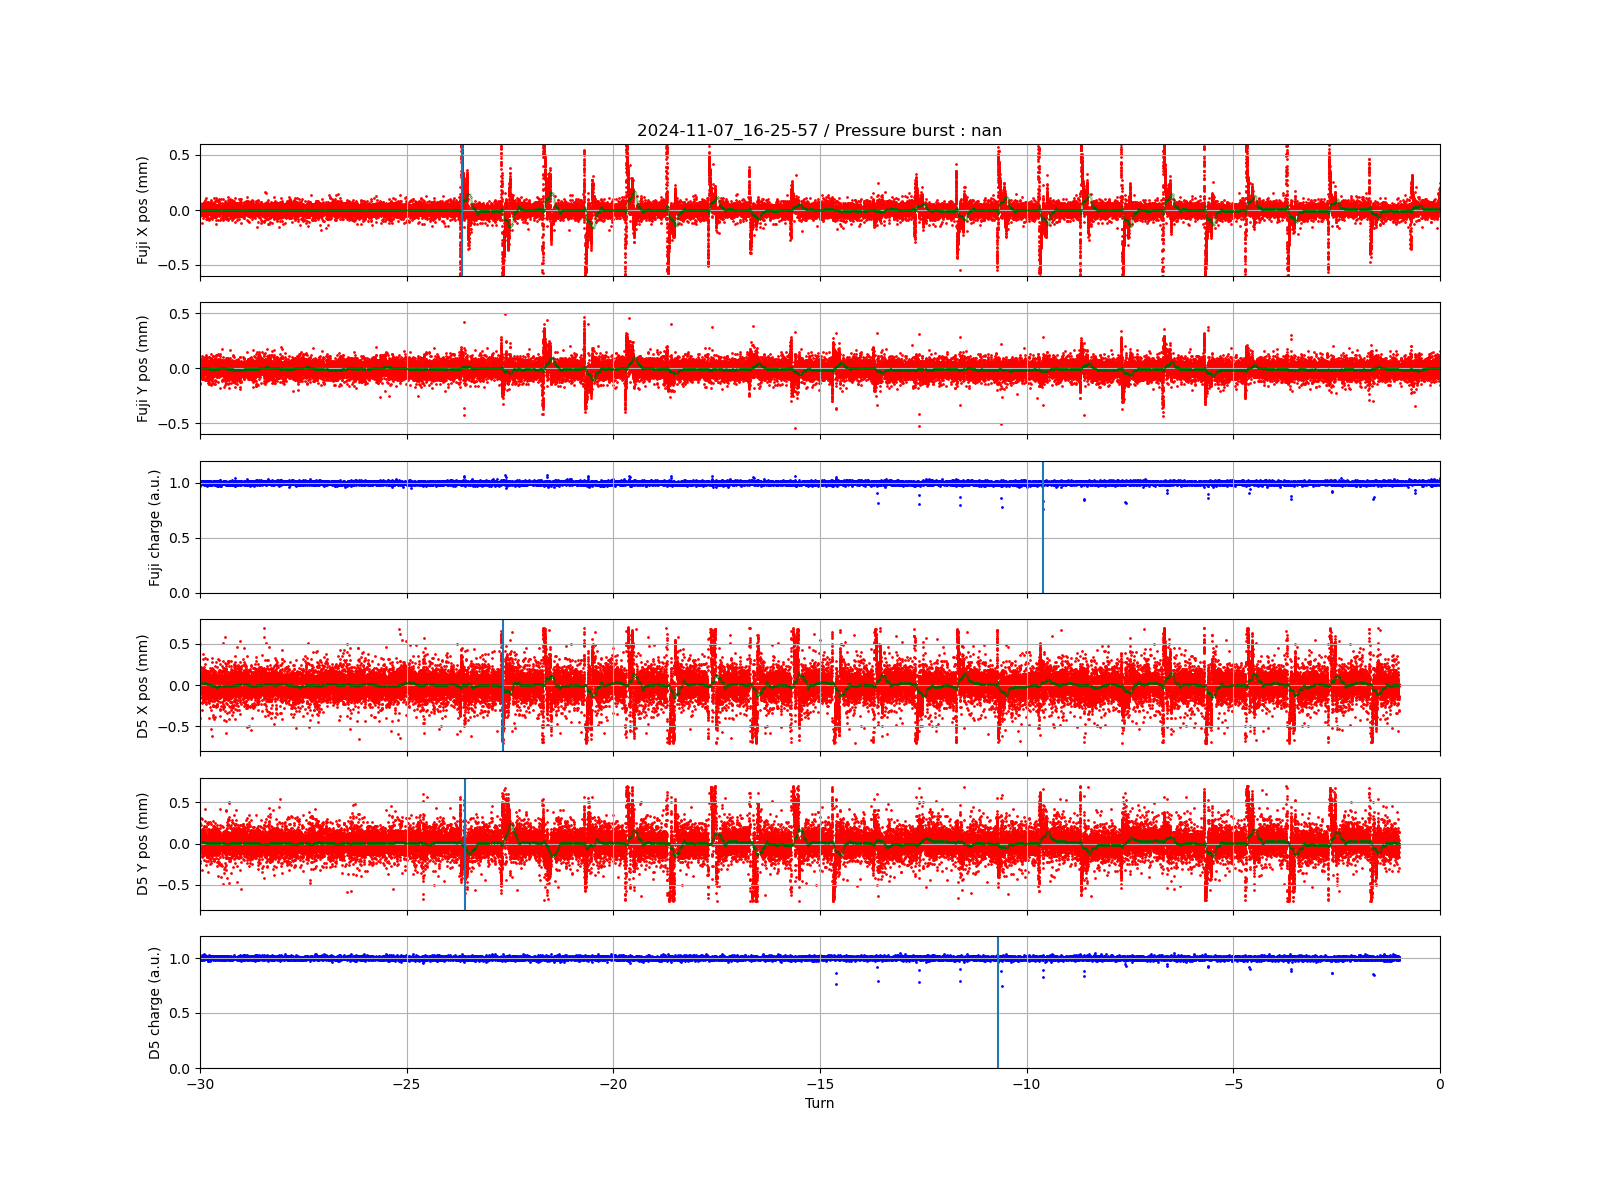 2024-11-07_16-25-57 / Pressure burst : nan
0.5
0.0
−0.5
Fuji X pos (mm)
0.5
0.0
−0.5
Fuji Y pos (mm)
1.0
0.5
0.0
Fuji charge (a.u.)
0.5
0.0
−0.5
D5 X pos (mm)
0.5
0.0
−0.5
D5 Y pos (mm)
1.0
0.5
0.0
D5 charge (a.u.)
−30 −25 −20 −15 −10 −5 0
Turn